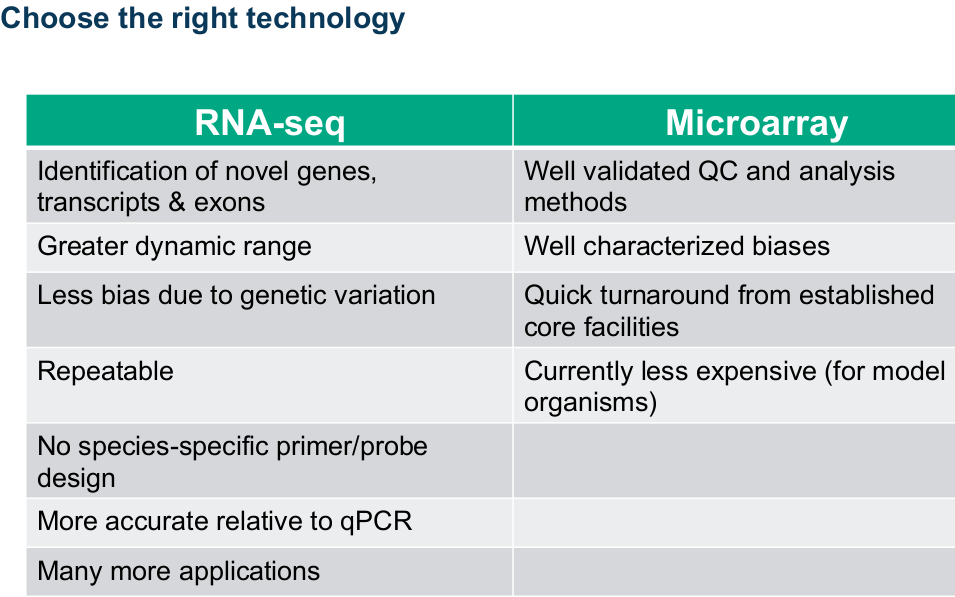 Choose the right technology
RNA-seq
Microarray
Identification of novel genes,
transcripts & exons
Well validated QC and analysis
methods
Greater dynamic range
Well characterized biases
Less bias due to genetic variation
Quick turnaround from established
core facilities
Repeatable
Currently less expensive (for model
organisms)
No species-specific primer/probe
design
More accurate relative to qPCR
Many more applications